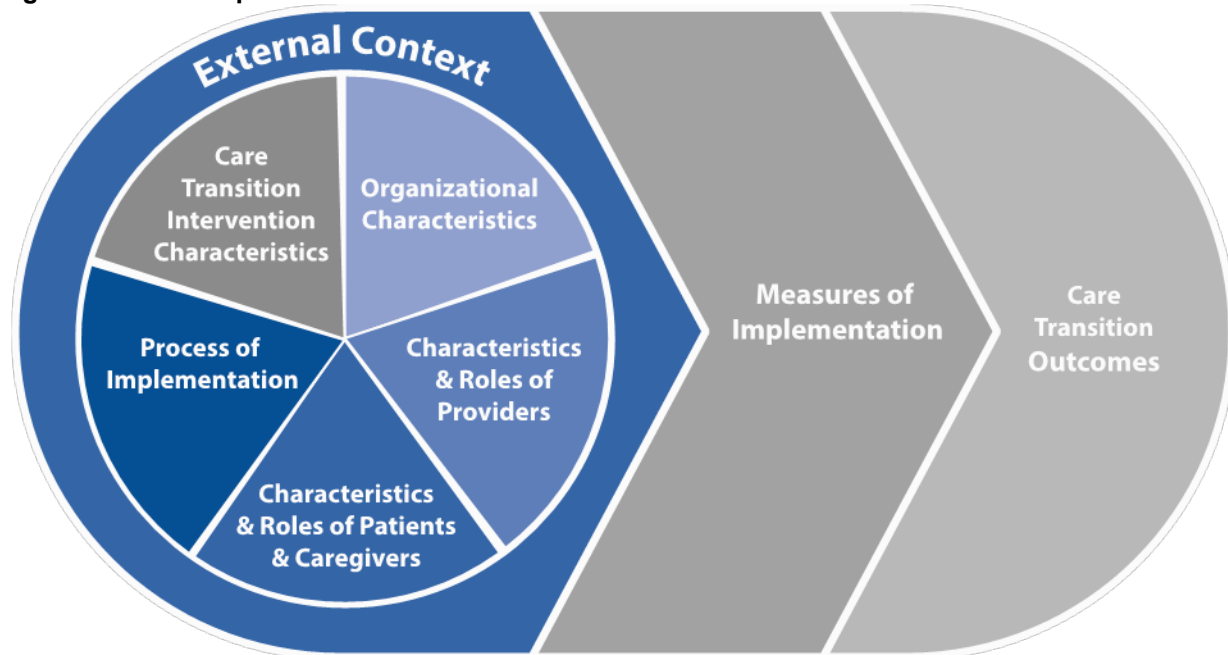 External Context
Care
Transition
Intervention
Characteristics
Organizational
Characteristics
Characteristics
& Roles of
Providers
Characteristics
& Roles of Patients
& Caregivers
Process of
Implementation
Measures of
Implementation
Care
Transition
Outcomes